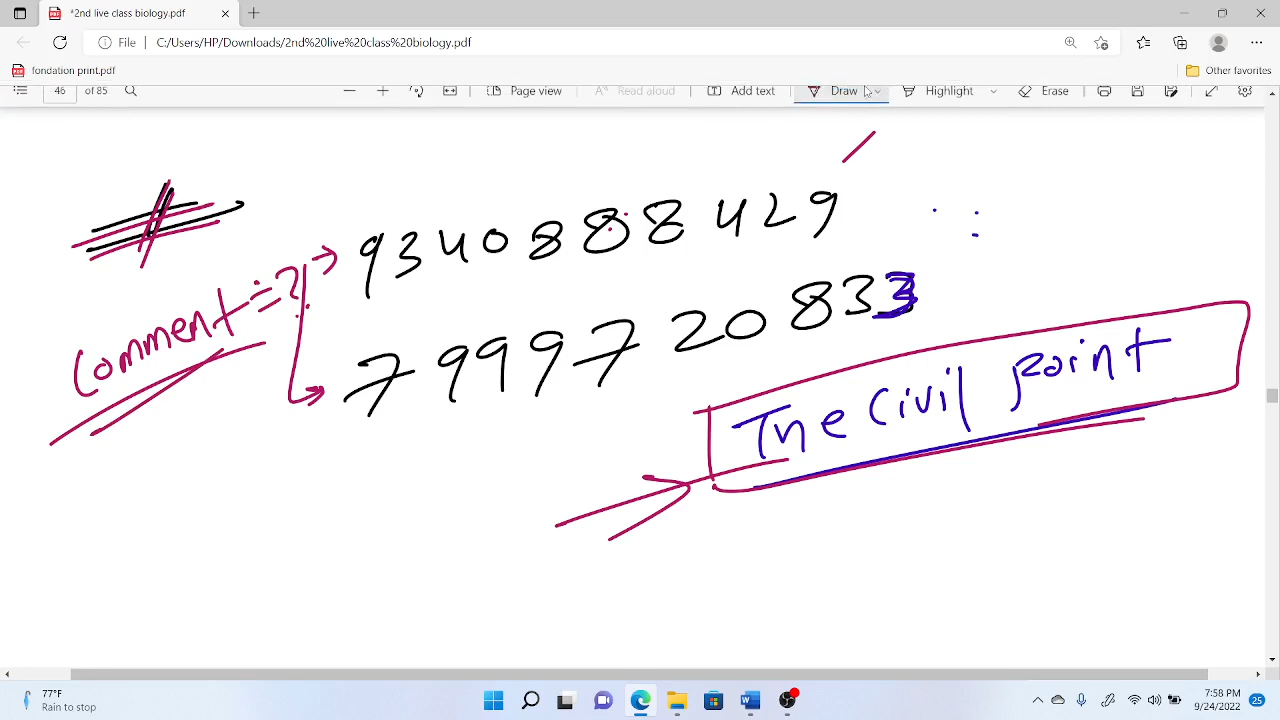 *2nd live class biology.pdf
File C:/Users/HP/Downloads/2nd%20live%20class%20biology.pdf
fondation print.pdf
Other favorites
46 of 85 Page view Read aloud Add text Draw Highlight Erase
9340888429
7999720833
Comment =?
The Civil point
77°F
Rain to stop
7:58 PM
9/24/2022
25